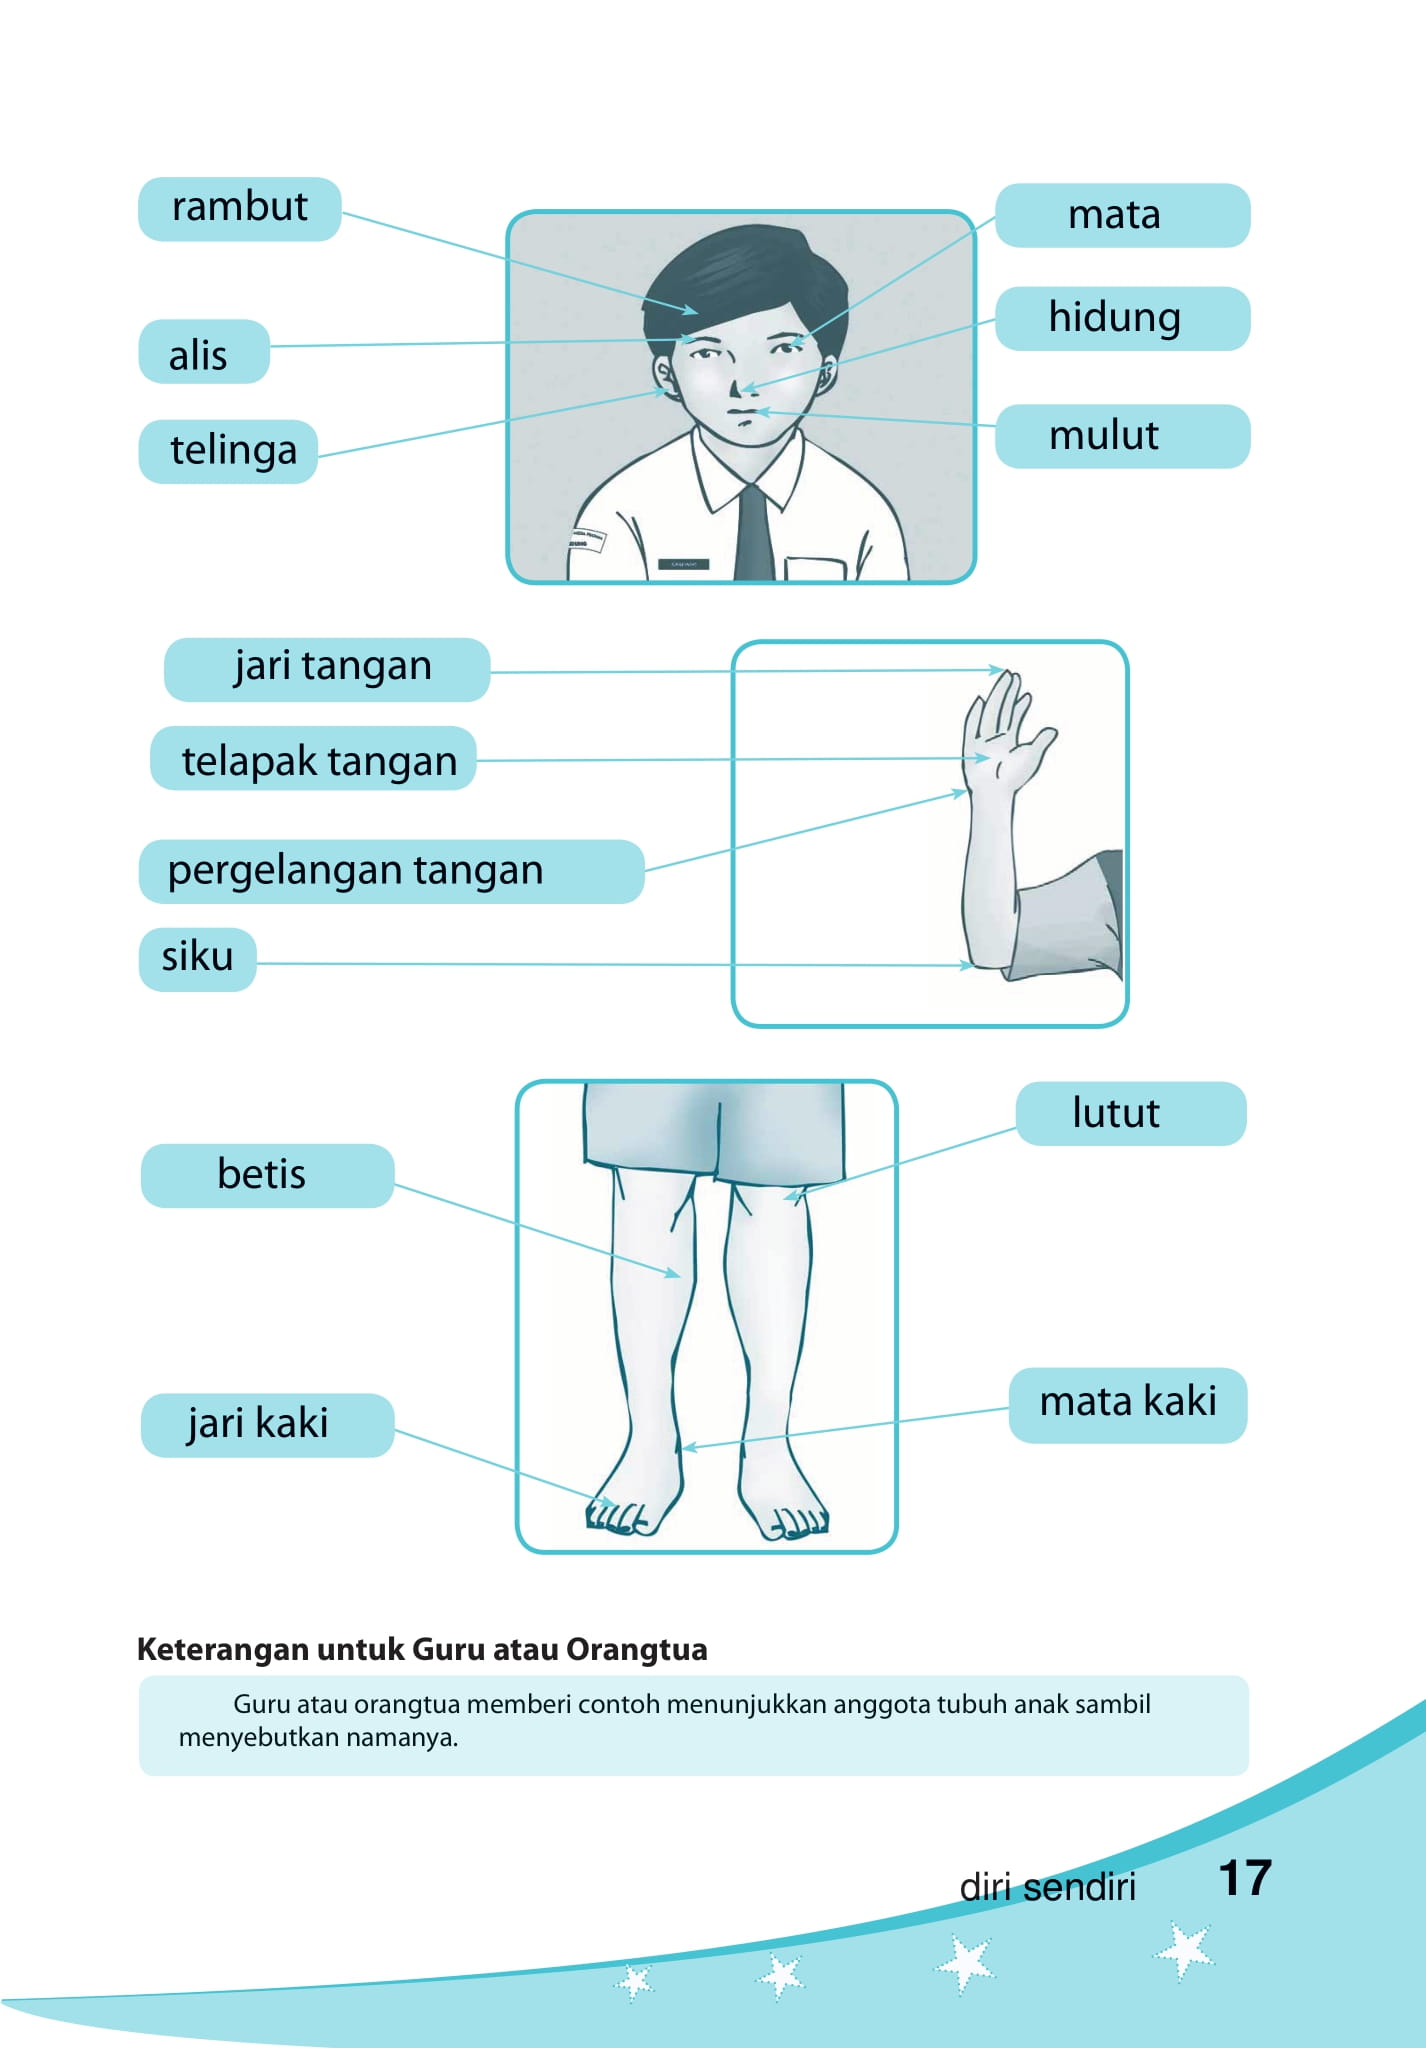 rambut
alis
telinga
mata
hidung
mulut
jari tangan
telapak tangan
pergelangan tangan
siku
betis
jari kaki
lutut
mata kaki
Keterangan untuk Guru atau Orangtua
Guru atau orangtua memberi contoh menunjukkan anggota tubuh anak sambil
menyebutkan namanya.
diri sendiri
17